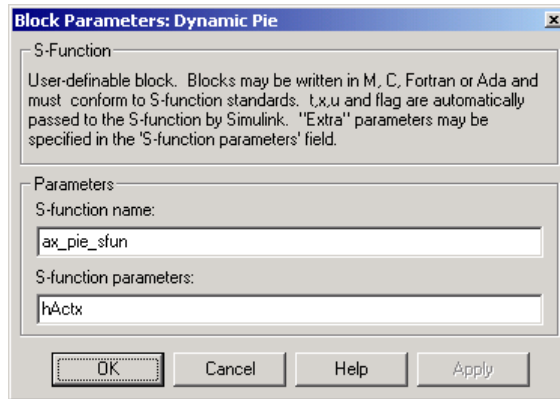 Block Parameters: Dynamic Pie
S-Function
User-definable block. Blocks may be written in M, C, Fortran or Ada and
must conform to S-function standards. t,x,u and flag are automatically
passed to the S-function by Simulink. "Extra" parameters may be
specified in the 'S-function parameters' field.
Parameters
S-function name:
ax_pie_sfun
S-function parameters:
hActx
OK Cancel Help Apply